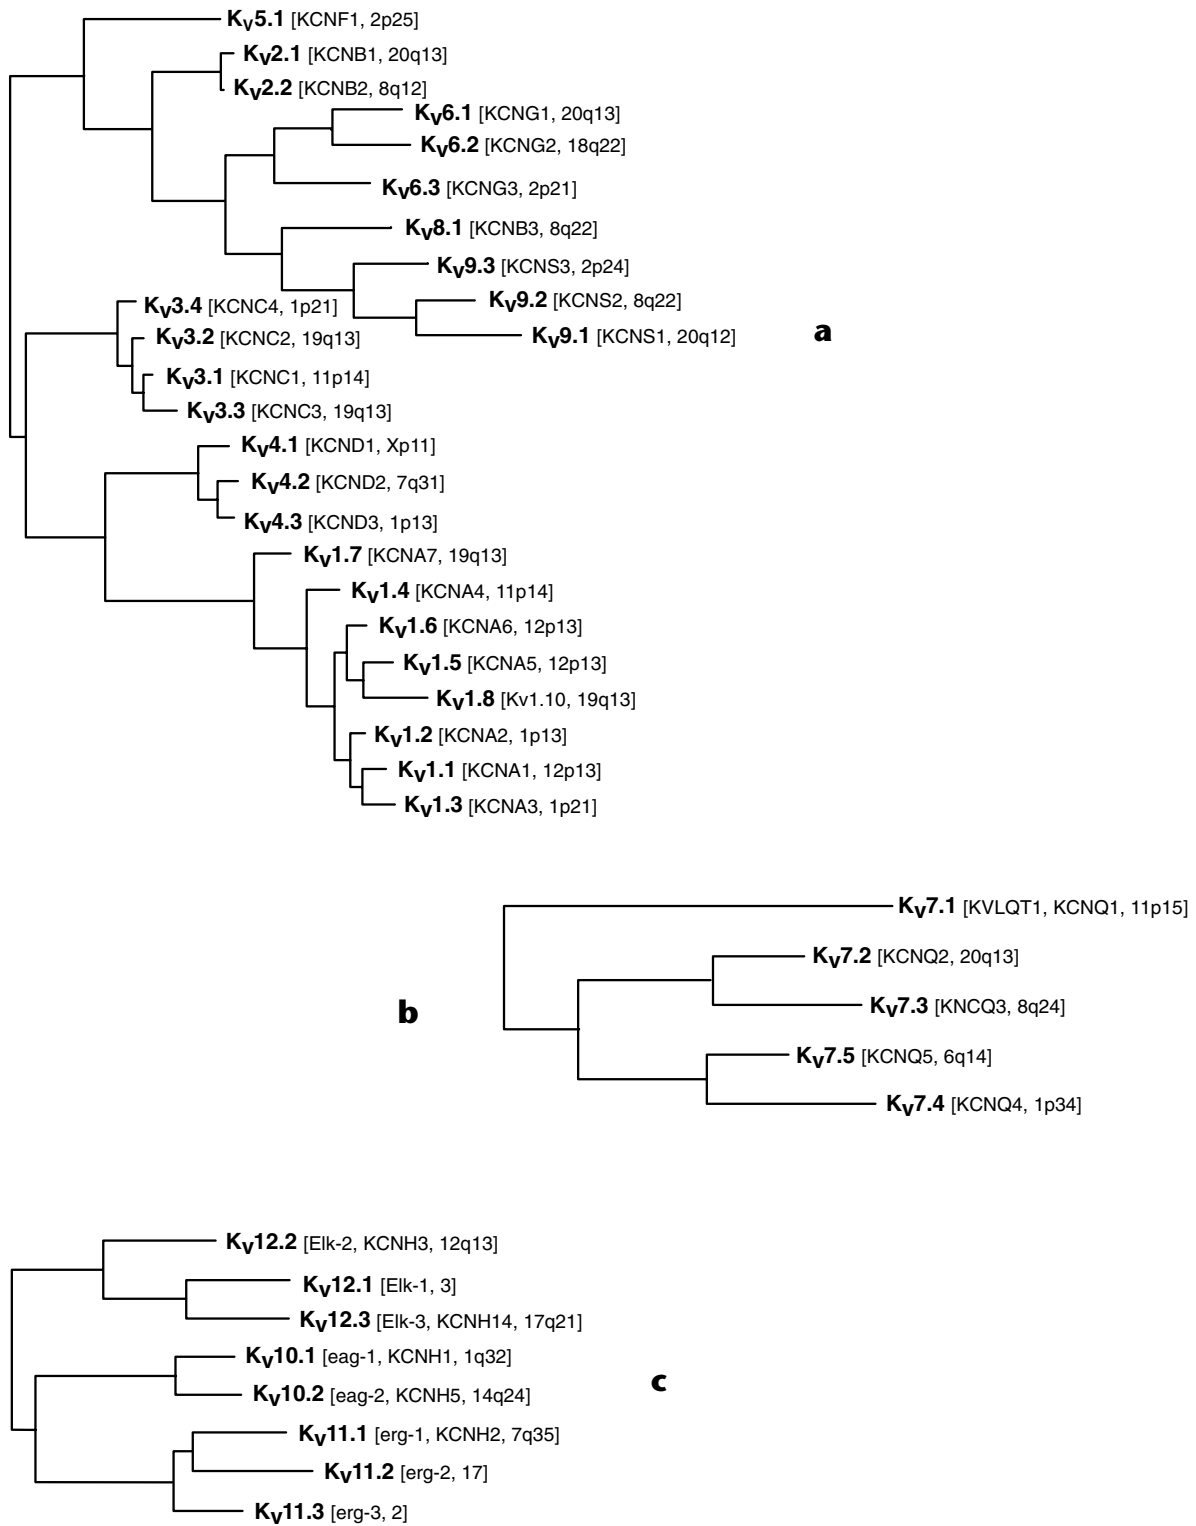 Kv5.1 [KCNF1, 2p25]
Kv2.1 [KCNB1, 20q13]
Kv2.2 [KCNB2, 8q12]
Kv6.1 [KCNG1, 20q13]
Kv6.2 [KCNG2, 18q22]
Kv6.3 [KCNG3, 2p21]
Kv8.1 [KCNB3, 8q22]
Kv9.3 [KCNS3, 2p24]
Kv9.2 [KCNS2, 8q22]
Kv3.4 [KCNC4, 1p21]
Kv9.1 [KCNS1, 20q12]
a
Kv3.2 [KCNC2, 19q13]
Kv3.1 [KCNC1, 11p14]
Kv3.3 [KCNC3, 19q13]
Kv4.1 [KCND1, Xp11]
Kv4.2 [KCND2, 7q31]
Kv4.3 [KCND3, 1p13]
Kv1.7 [KCNA7, 19q13]
Kv1.4 [KCNA4, 11p14]
Kv1.6 [KCNA6, 12p13]
Kv1.5 [KCNA5, 12p13]
Kv1.8 [Kv1.10, 19q13]
Kv1.2 [KCNA2, 1p13]
Kv1.1 [KCNA1, 12p13]
Kv1.3 [KCNA3, 1p21]
Kv7.1 [KVLQT1, KCNQ1, 11p15]
Kv7.2 [KCNQ2, 20q13]
b
Kv7.3 [KNCQ3, 8q24]
Kv7.5 [KCNQ5, 6q14]
Kv7.4 [KCNQ4, 1p34]
Kv12.2 [Elk-2, KCNH3, 12q13]
Kv12.1 [Elk-1, 3]
Kv12.3 [Elk-3, KCNH14, 17q21]
Kv10.1 [eag-1, KCNH1, 1q32]
c
Kv10.2 [eag-2, KCNH5, 14q24]
Kv11.1 [erg-1, KCNH2, 7q35]
Kv11.2 [erg-2, 17]
Kv11.3 [erg-3, 2]